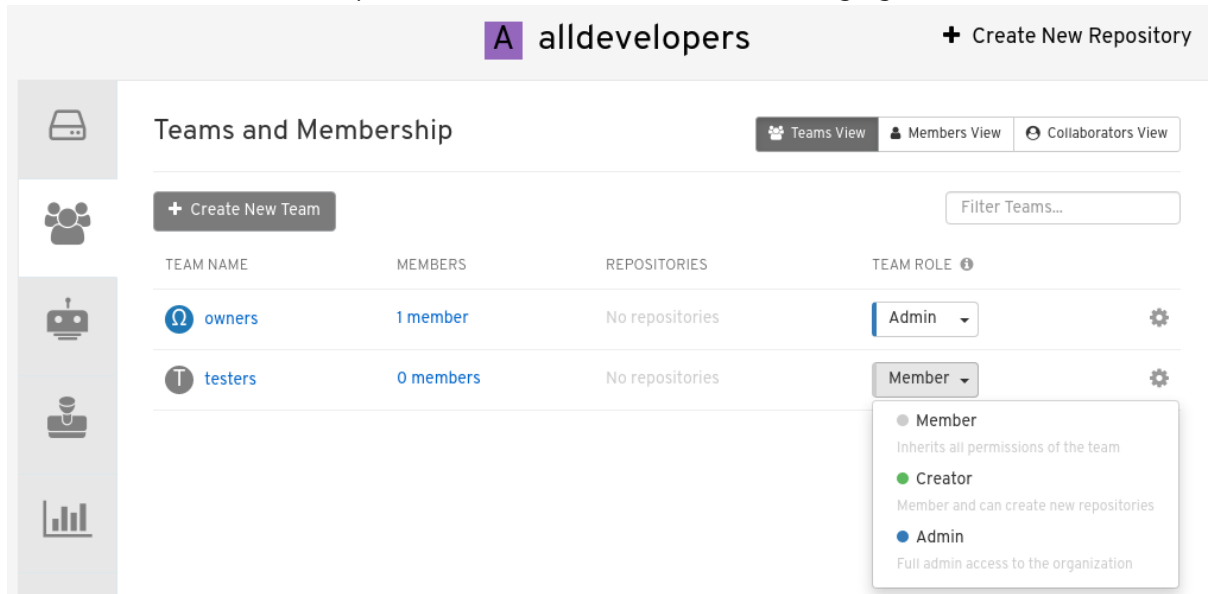 A alldevelopers
+ Create New Repository
Teams and Membership
Teams View
Members View
Collaborators View
+ Create New Team
Filter Teams...
TEAM NAME MEMBERS REPOSITORIES TEAM ROLE
Ω owners 1 member No repositories Admin
T testers 0 members No repositories Member
Member
Inherits all permissions of the team
Creator
Member and can create new repositories
Admin
Full admin access to the organization